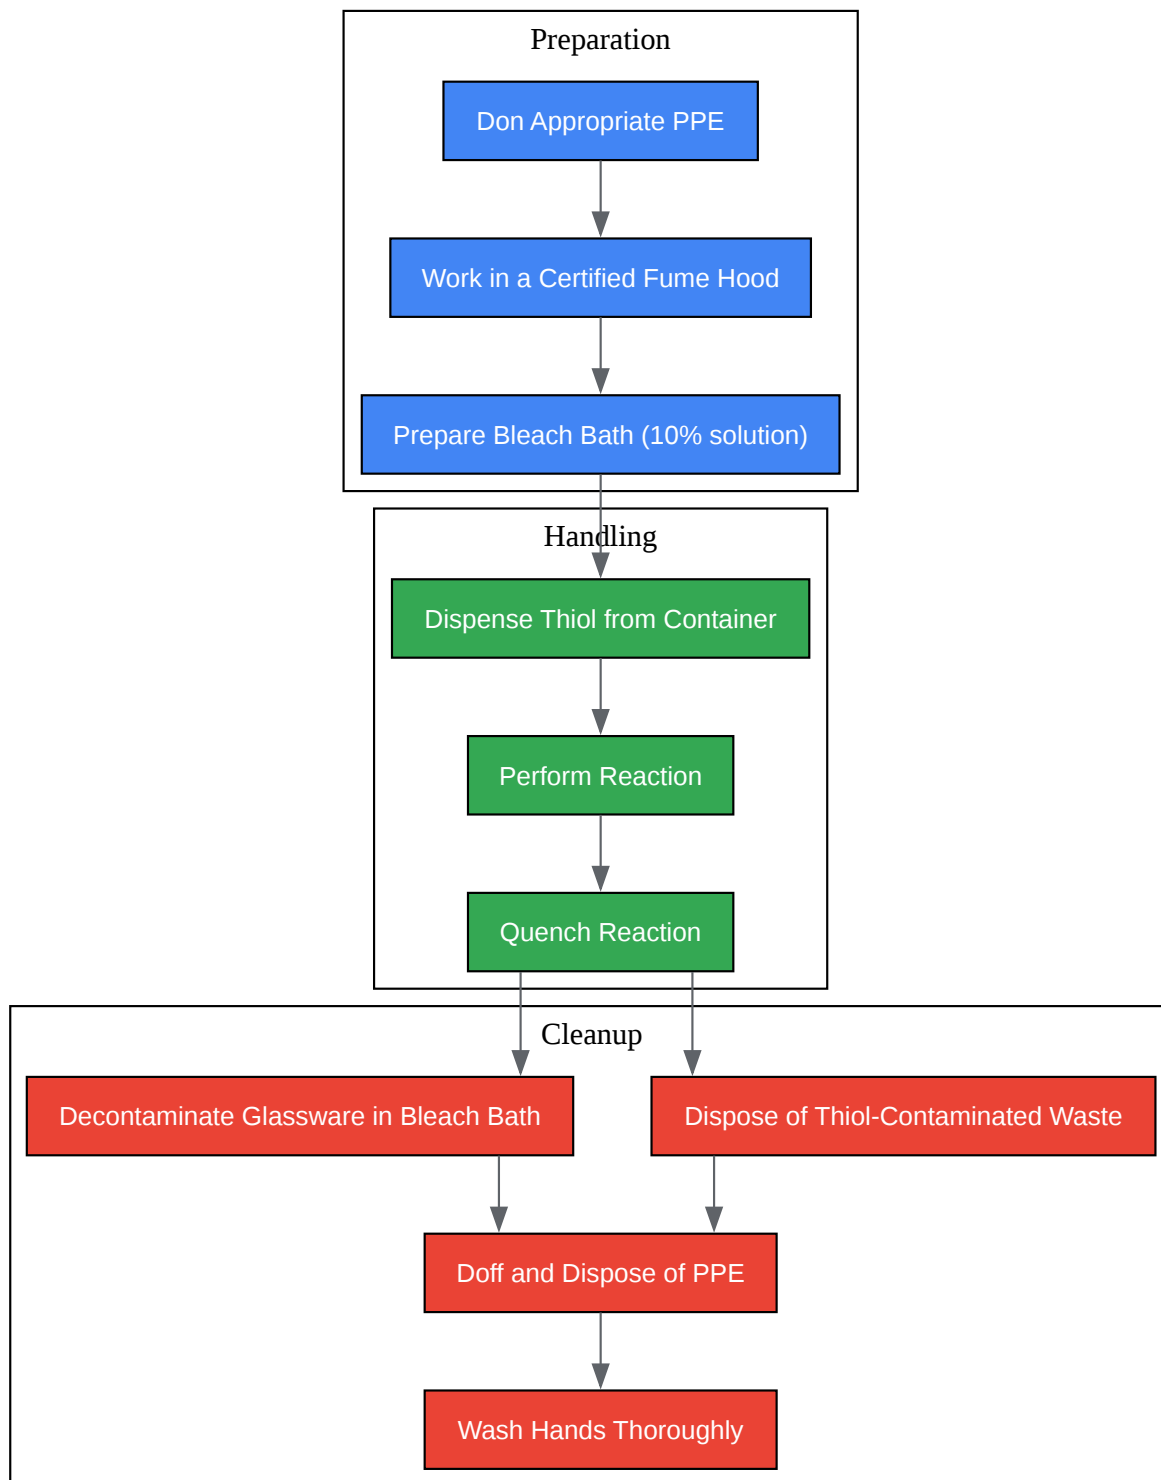 Preparation
Don Appropriate PPE
Work in a Certified Fume Hood
Prepare Bleach Bath (10% solution)
Handling
Dispense Thiol from Container
Perform Reaction
Quench Reaction
Cleanup
Decontaminate Glassware in Bleach Bath
Dispose of Thiol-Contaminated Waste
Doff and Dispose of PPE
Wash Hands Thoroughly